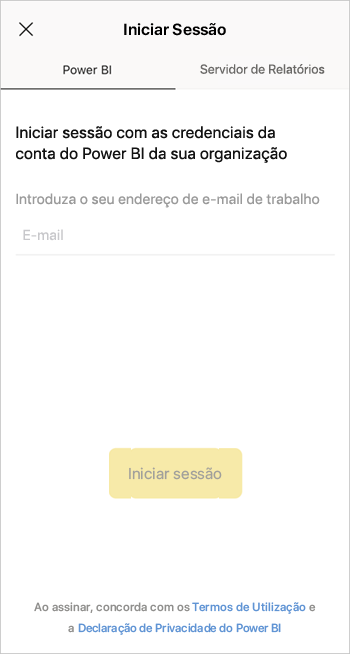 Iniciar Sessão
Power BI
Servidor de Relatórios
Iniciar sessão com as credenciais da
conta do Power BI da sua organização
Introduza o seu endereço de e-mail de trabalho
E-mail
Iniciar sessão
Ao assinar, concorda com os Termos de Utilização e
a Declaração de Privacidade do Power BI